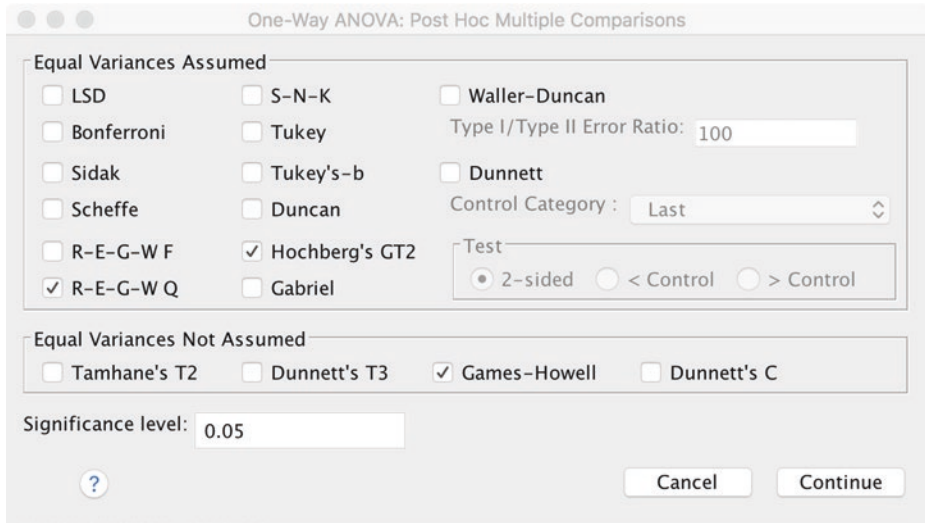 One-Way ANOVA: Post Hoc Multiple Comparisons
Equal Variances Assumed
LSD S-N-K Waller-Duncan
Bonferroni Tukey Type I/Type II Error Ratio: 100
Sidak Tukey's-b Dunnett
Scheffe Duncan Control Category : Last
R-E-G-W F Hochberg's GT2 Test
R-E-G-W Q Gabriel 2-sided < Control > Control
Equal Variances Not Assumed
Tamhane's T2 Dunnett's T3 Games-Howell Dunnett's C
Significance level: 0.05
? Cancel Continue